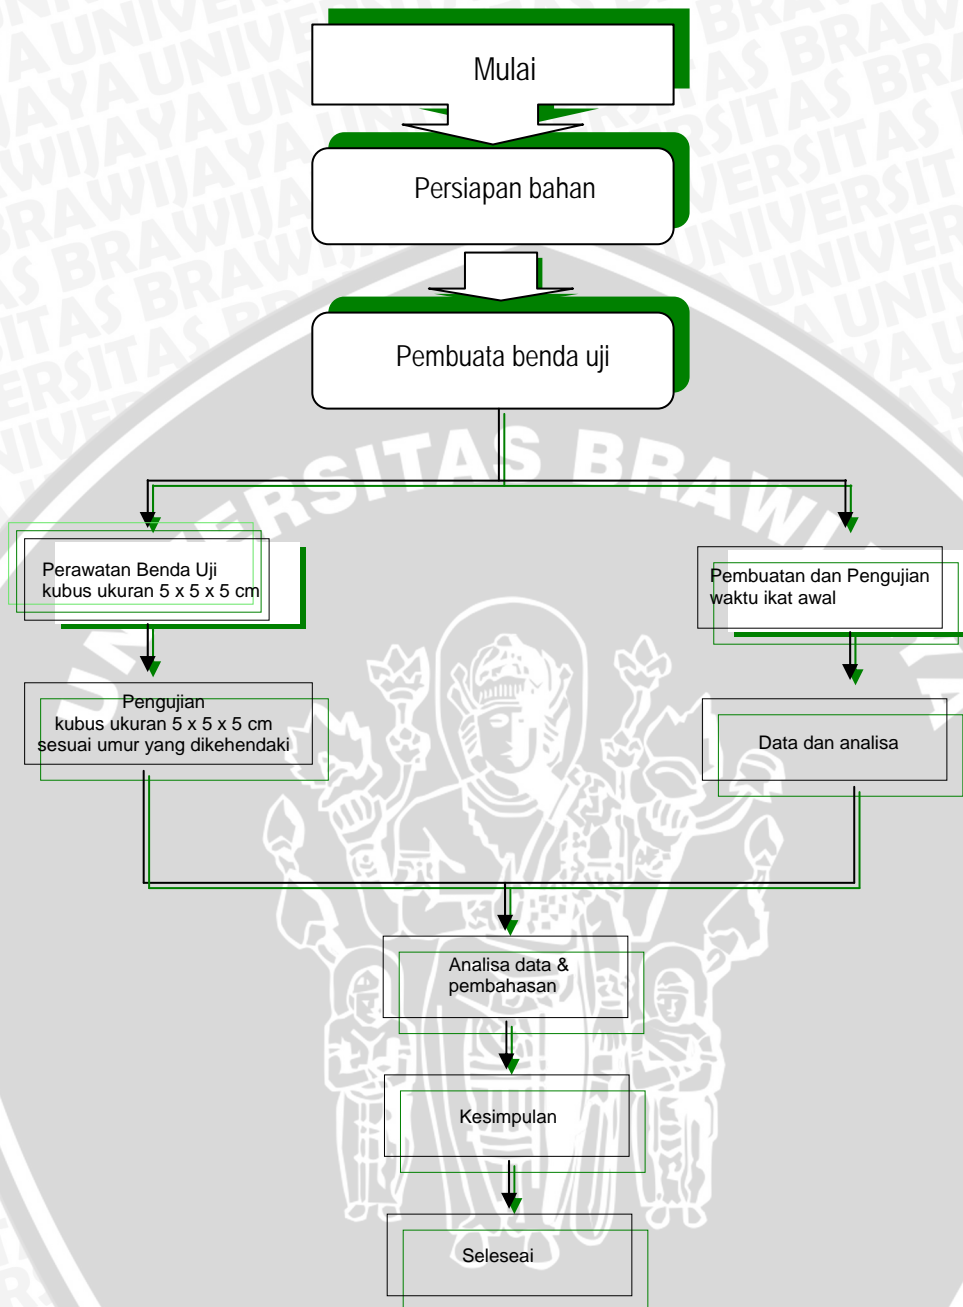 Mulai
Persiapan bahan
Pembuata benda uji
UNIVERSITAS BRAWIJAYA
Perawatan Benda Uji
kubus ukuran 5 x 5 x 5 cm
Pembuatan dan Pengujian
waktu ikat awal
Pengujian
kubus ukuran 5 x 5 x 5 cm
sesuai umur yang dikehendaki
Data dan analisa
Analisa data &
pembahasan
Kesimpulan
Seleseai